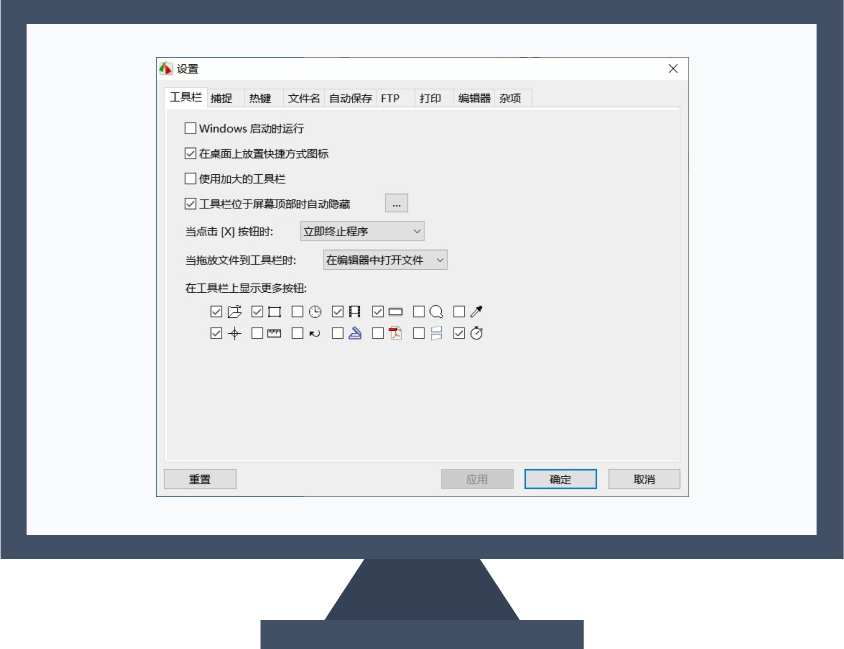 设置
工具栏 捕捉 热键 文件名 自动保存 FTP 打印 编辑器 杂项
Windows 启动时运行
在桌面上放置快捷方式图标
使用加大的工具栏
工具栏位于屏幕顶部时自动隐藏 ...
当点击 [X] 按钮时: 立即终止程序
当拖放文件到工具栏时: 在编辑器中打开文件
在工具栏上显示更多按钮:
重置 应用 确定 取消